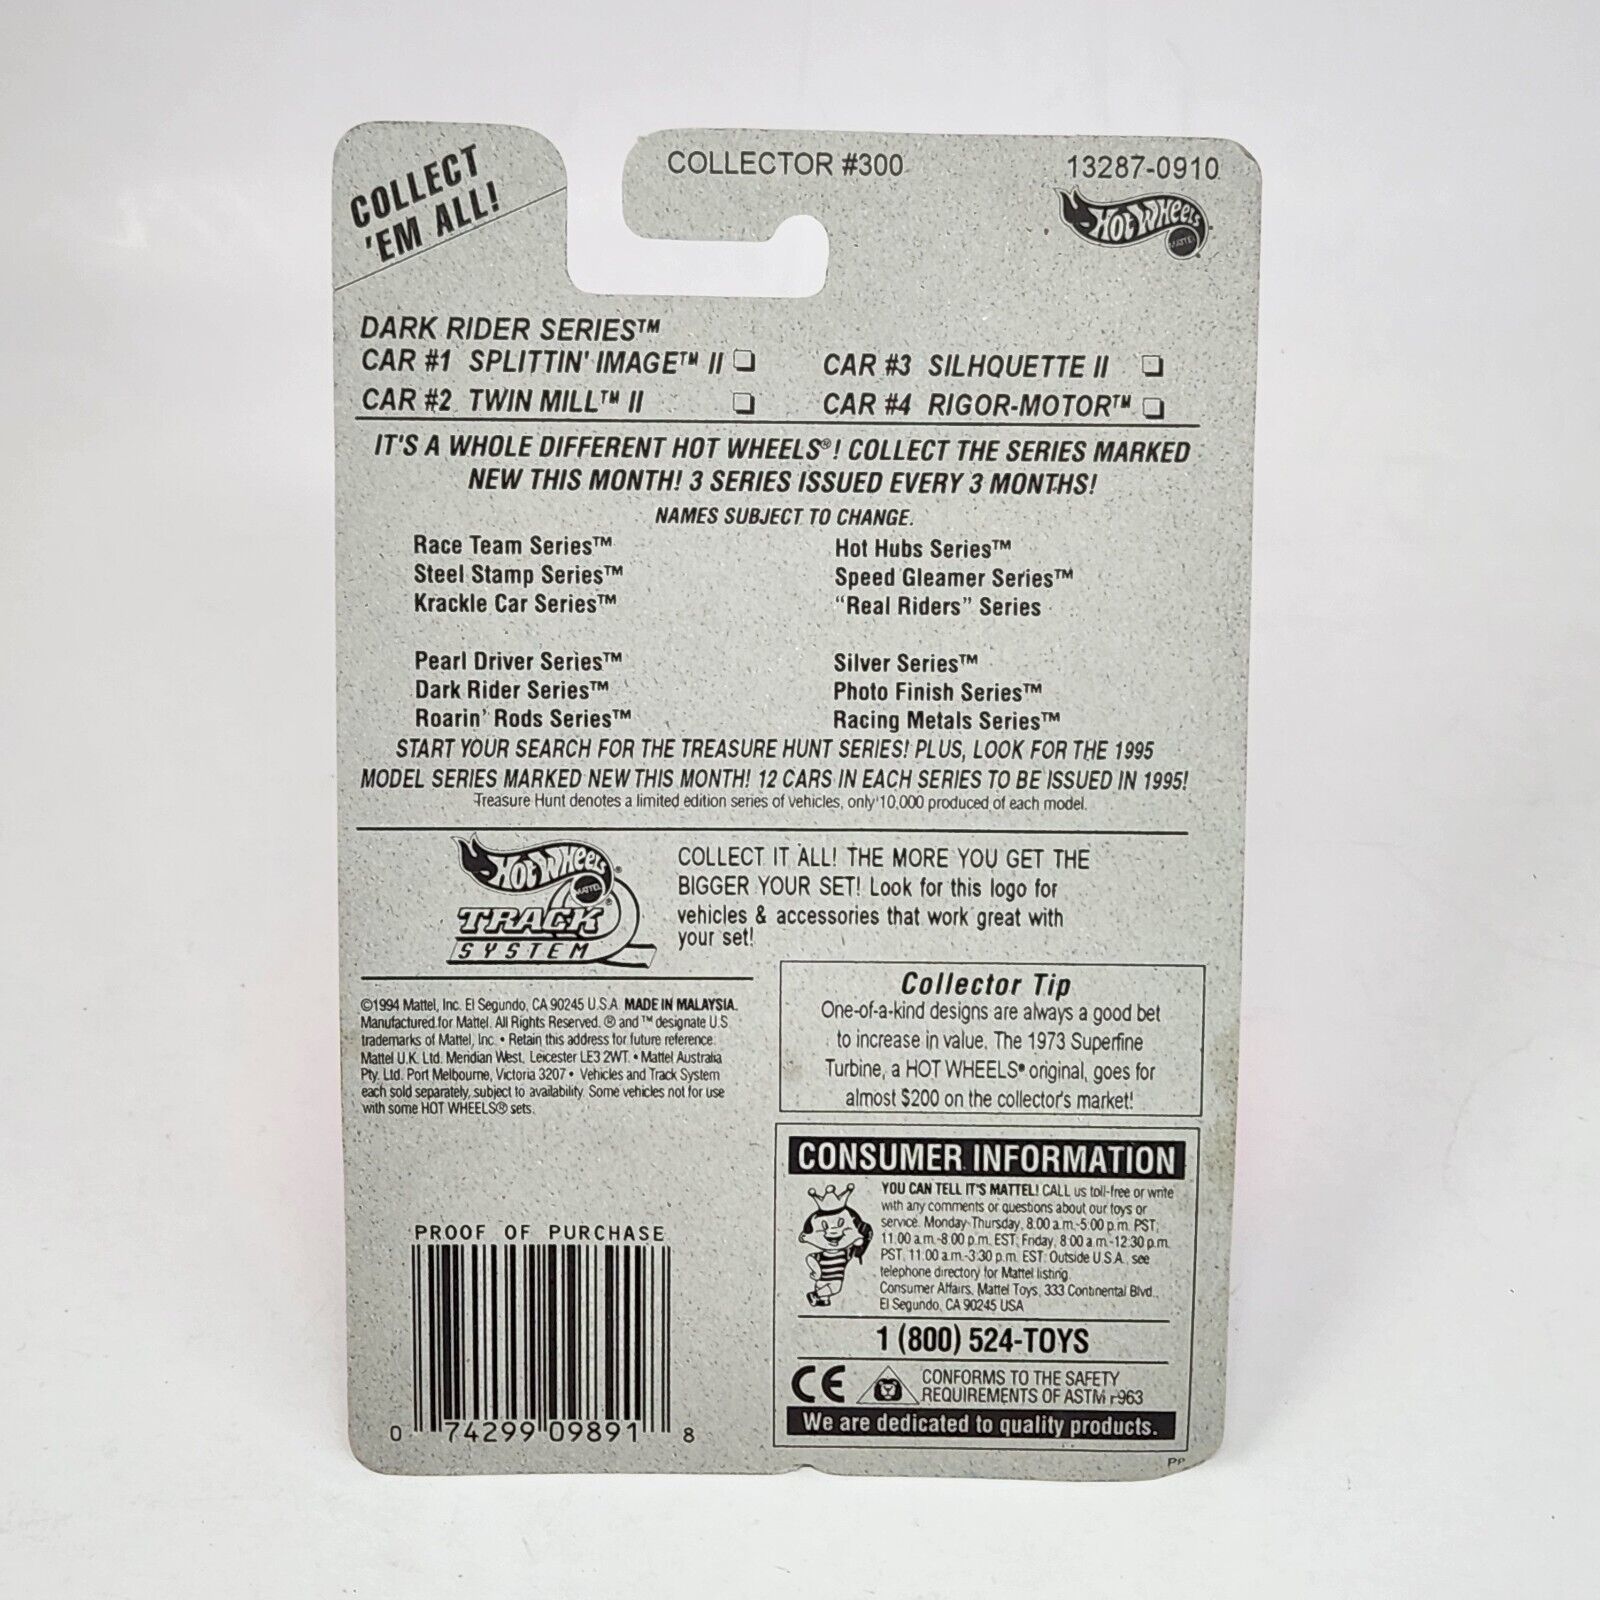 COLLECT
'EM ALL!
COLLECTOR #300
13287-0910
HOT WHEELS
MATTEL
DARK RIDER SERIES™
CAR #1 SPLITTIN' IMAGE™ II ❏
CAR #3 SILHQUETTE II ❏
CAR #2 TWIN MILL™ II ❏
CAR #4 RIGOR-MOTOR™ ❏
IT'S A WHOLE DIFFERENT HOT WHEELS®! COLLECT THE SERIES MARKED
NEW THIS MONTH! 3 SERIES ISSUED EVERY 3 MONTHS!
NAMES SUBJECT TO CHANGE.
Race Team Series™
Steel Stamp Series™
Krackle Car Series™
Hot Hubs Series™
Speed Gleamer Series™
"Real Riders" Series
Pearl Driver Series™
Dark Rider Series™
Roarin' Rods Series™
Silver Series™
Photo Finish Series™
Racing Metals Series™
START YOUR SEARCH FOR THE TREASURE HUNT SERIES! PLUS, LOOK FOR THE 1995
MODEL SERIES MARKED NEW THIS MONTH! 12 CARS IN EACH SERIES TO BE ISSUED IN 1995!
Treasure Hunt denotes a limited edition series of vehicles, only 10,000 produced of each model.
HOT WHEELS®
MATTEL
TRACK®
SYSTEM
COLLECT IT ALL! THE MORE YOU GET THE
BIGGER YOUR SET! Look for this logo for
vehicles & accessories that work great with
your set!
©1994 Mattel, Inc. El Segundo, CA 90245 U.S.A. MADE IN MALAYSIA.
Manufactured for Mattel. All Rights Reserved. ® and ™ designate U.S.
trademarks of Mattel, Inc. • Retain this address for future reference:
Mattel U.K. Ltd. Meridian West, Leicester LE3 2WT. • Mattel Australia
Pty. Ltd. Port Melbourne, Victoria 3207 • Vehicles and Track System
each sold separately, subject to availability. Some vehicles not for use
with some HOT WHEELS® sets.
Collector Tip
One-of-a-kind designs are always a good bet
to increase in value. The 1973 Superfine
Turbine, a HOT WHEELS® original, goes for
almost $200 on the collector's market!
CONSUMER INFORMATION
YOU CAN TELL IT'S MATTEL! CALL us toll-free or write
with any comments or questions about our toys or
service. Monday-Thursday, 8:00 a.m.-5:00 p.m. PST;
11:00 a.m.-8:00 p.m. EST; Friday, 8:00 a.m.-12:30 p.m.
PST, 11:00 a.m.-3:30 p.m. EST. Outside U.S.A., see
telephone directory for Mattel listing.
Consumer Affairs, Mattel Toys, 333 Continental Blvd.,
El Segundo, CA 90245 USA
1 (800) 524-TOYS
CE
CONFORMS TO THE SAFETY
REQUIREMENTS OF ASTM F963
We are dedicated to quality products.
PROOF OF PURCHASE
0 74299 09891 8
PP